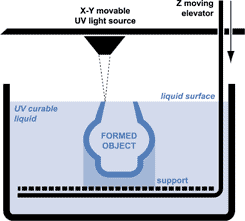 X-Y movable
UV light source
Z moving
elevator
liquid surface
UV curable
liquid
FORMED
OBJECT
support